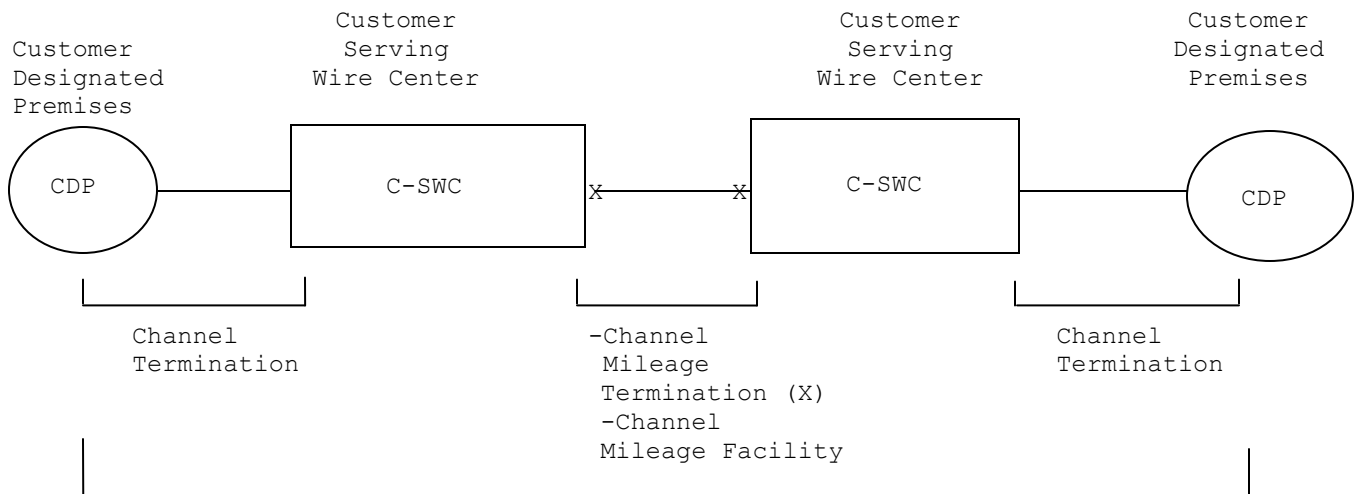 Customer
Designated
Premises
Customer
Serving
Wire Center
Customer
Serving
Wire Center
Customer
Designated
Premises
CDP
C-SWC
X
X
C-SWC
CDP
Channel
Termination
-Channel
Mileage
Termination (X)
-Channel
Mileage Facility
Channel
Termination